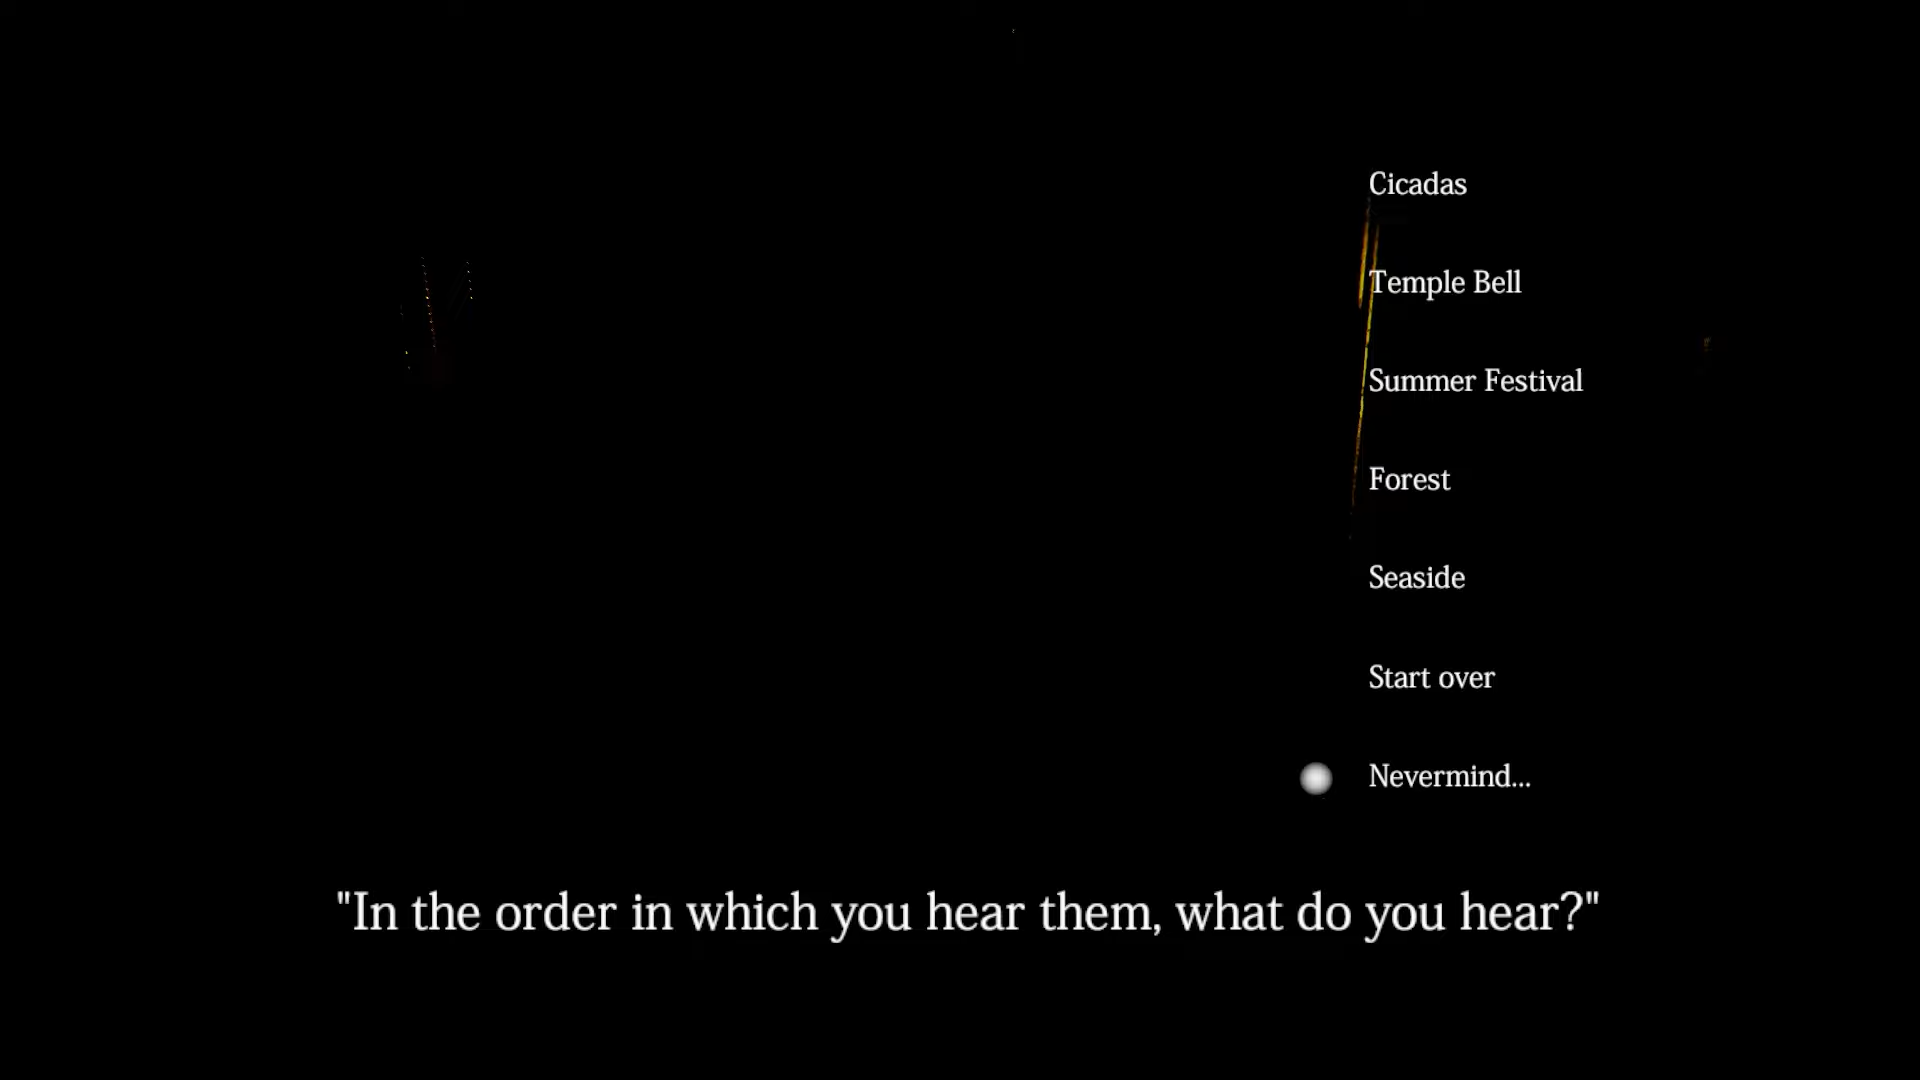 Cicadas
Temple Bell
Summer Festival
Forest
Seaside
Start over
Nevermind...
"In the order in which you hear them, what do you hear?"